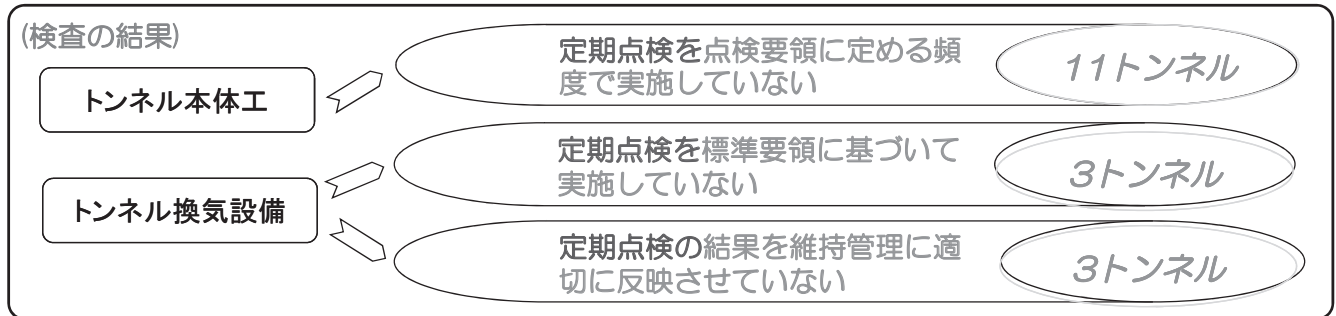 (検査の結果)
トンネル本体工
定期点検を点検要領に定める頻
度で実施していない
11トンネル
トンネル換気設備
定期点検を標準要領に基づいて
実施していない
3トンネル
定期点検の結果を維持管理に適
切に反映させていない
3トンネル